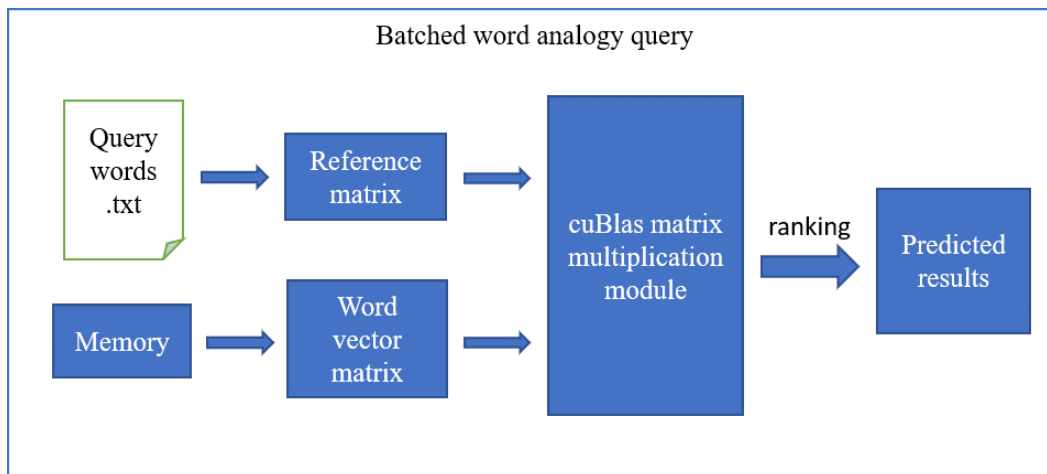 Batched word analogy query
Query
words
.txt
Reference
matrix
cuBlas matrix
multiplication
module
ranking
Predicted
results
Memory
Word
vector
matrix